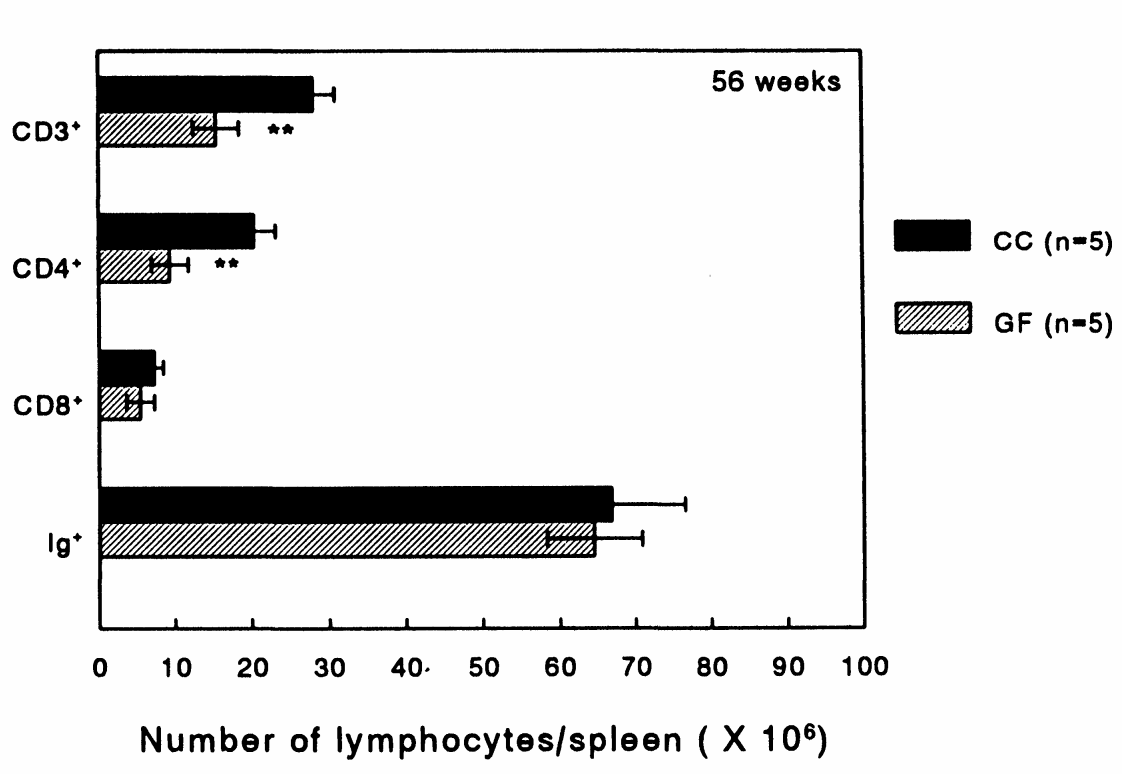 56 weeks
CD3⁺
**
CD4⁺
**
CD8⁺
Ig⁺
CC (n=5)
GF (n=5)
0 10 20 30 40 50 60 70 80 90 100
Number of lymphocytes/spleen ( X 10⁶)